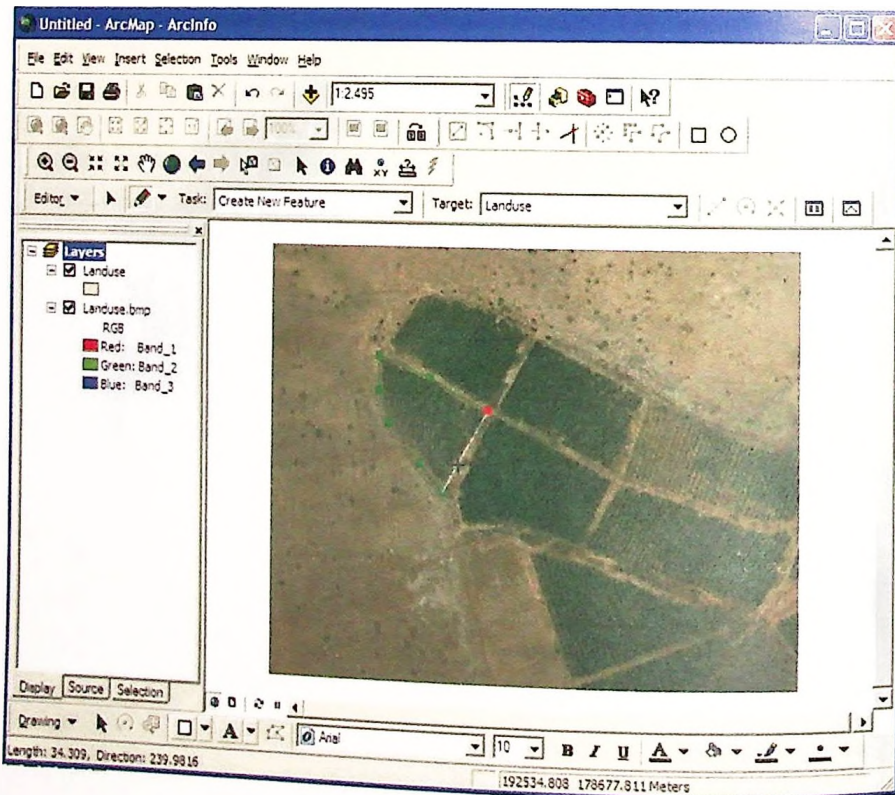 Untitled - ArcMap - ArcInfo
File Edit View Insert Selection Tools Window Help
1:2,495
100%
XY
Editor Task: Create New Feature Target: Landuse
Layers
Landuse
Landuse.bmp
RGB
Red: Band_1
Green: Band_2
Blue: Band_3
Display Source Selection
Drawing A Arial 10 B I U A
Length: 34.309, Direction: 239.9816
192534.808 178677.811 Meters